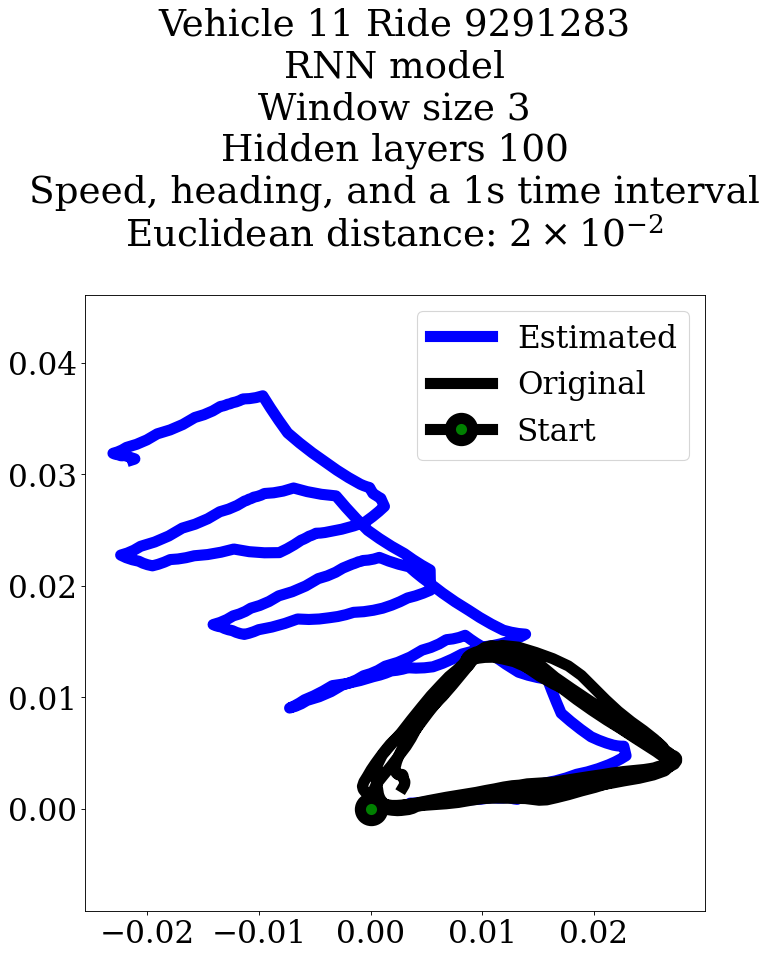 Vehicle 11 Ride 9291283
RNN model
Window size 3
Hidden layers 100
Speed, heading, and a 1s time interval
Euclidean distance: 2 × 10⁻²
Estimated
Original
Start
0.04
0.03
0.02
0.01
0.00
−0.02 −0.01 0.00 0.01 0.02